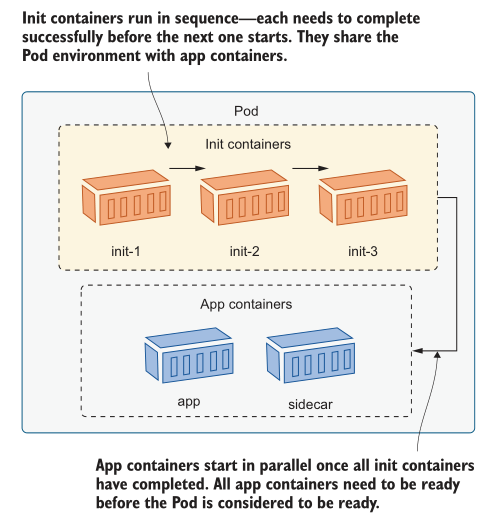 Init containers run in sequence—each needs to complete
successfully before the next one starts. They share the
Pod environment with app containers.
Pod
Init containers
init-1
init-2
init-3
App containers
app
sidecar
App containers start in parallel once all init containers
have completed. All app containers need to be ready
before the Pod is considered to be ready.